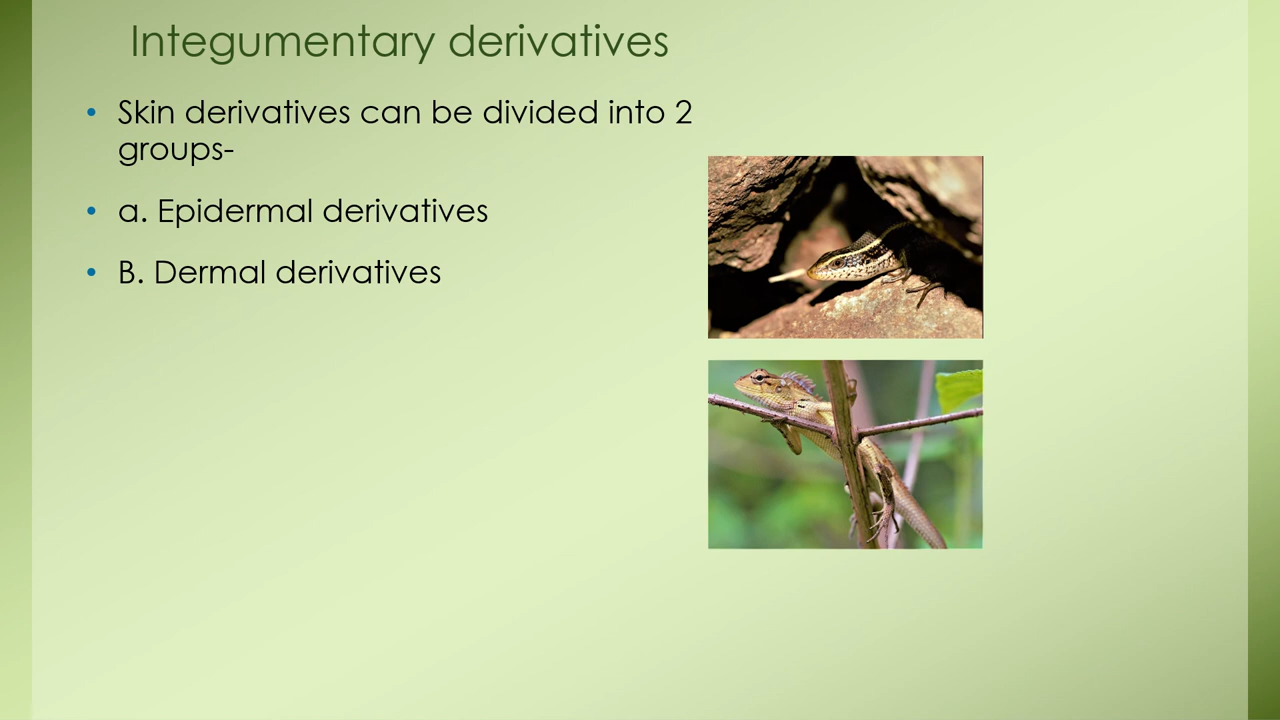 Integumentary derivatives
• Skin derivatives can be divided into 2
groups-
• a. Epidermal derivatives
• B. Dermal derivatives